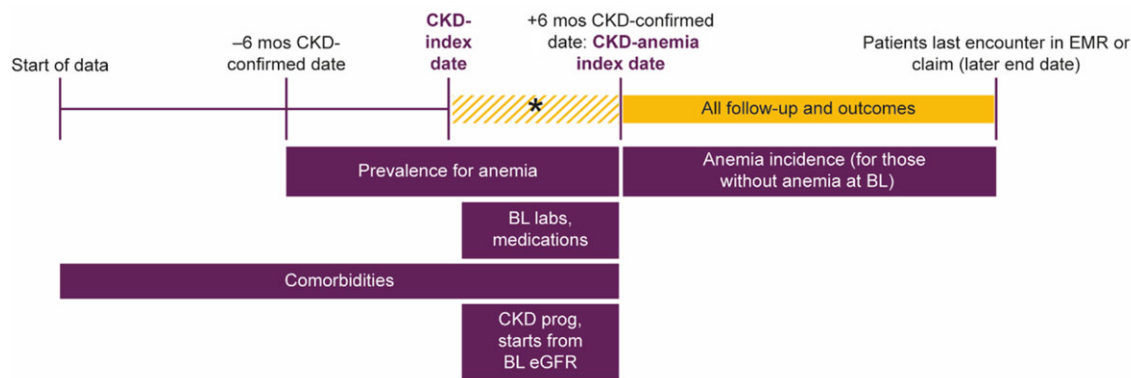 Start of data
–6 mos CKD-
confirmed date
CKD-
index
date
+6 mos CKD-confirmed
date: CKD-anemia
index date
Patients last encounter in EMR or
claim (later end date)
*
All follow-up and outcomes
Prevalence for anemia
Anemia incidence (for those
without anemia at BL)
BL labs,
medications
Comorbidities
CKD prog,
starts from
BL eGFR